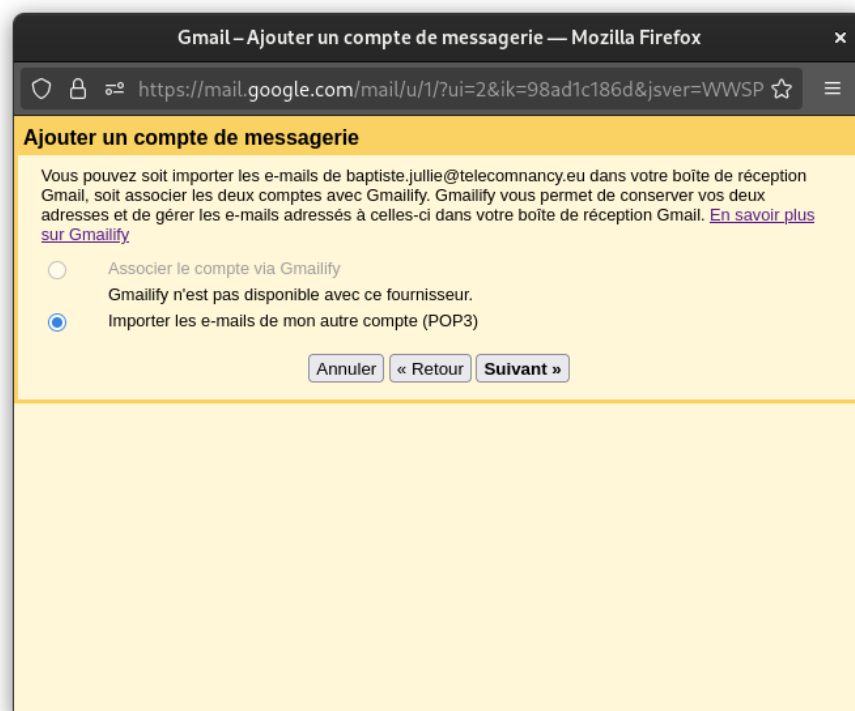 Gmail – Ajouter un compte de messagerie — Mozilla Firefox
https://mail.google.com/mail/u/1/?ui=2&ik=98ad1c186d&jsver=WWSP
Ajouter un compte de messagerie
Vous pouvez soit importer les e-mails de baptiste.jullie@telecomnancy.eu dans votre boîte de réception
Gmail, soit associer les deux comptes avec Gmailify. Gmailify vous permet de conserver vos deux
adresses et de gérer les e-mails adressés à celles-ci dans votre boîte de réception Gmail. En savoir plus
sur Gmailify
Associer le compte via Gmailify
Gmailify n'est pas disponible avec ce fournisseur.
Importer les e-mails de mon autre compte (POP3)
Annuler « Retour Suivant »